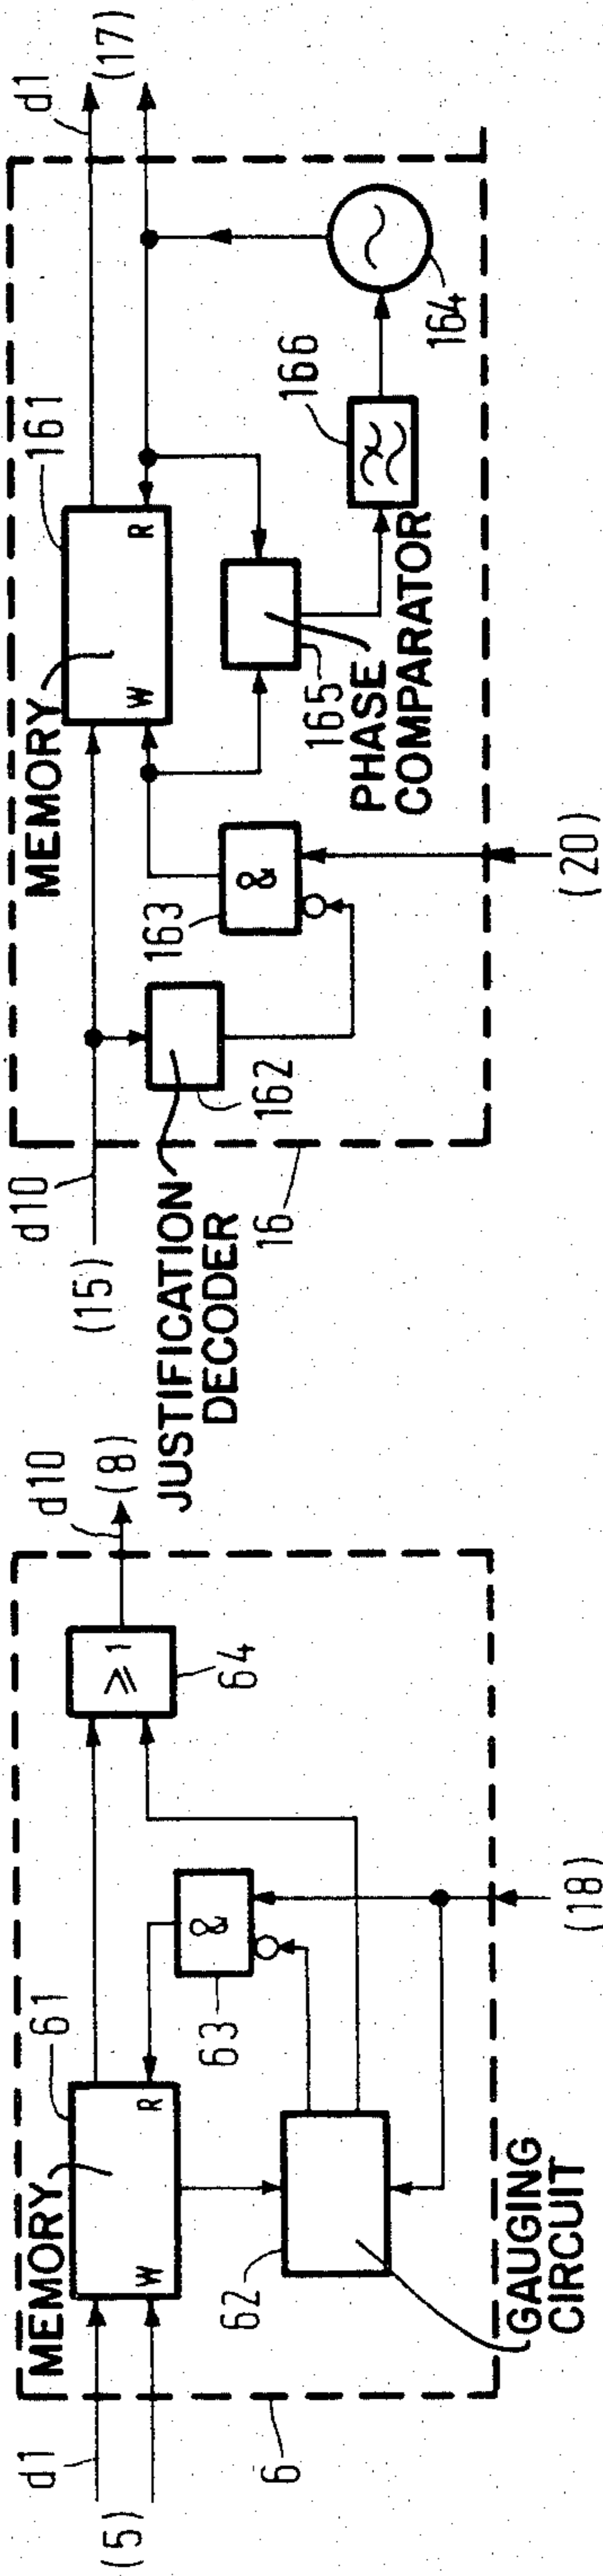 d1
(5)
MEMORY
61
W
R
62
GAUGING
CIRCUIT
63
&
≥1
64
d10
(8)
(18)
6
d10
(15)
JUSTIFICATION
DECODER
162
16
MEMORY
161
W
R
163
&
(20)
165
PHASE
COMPARATOR
166
164
d1
(17)